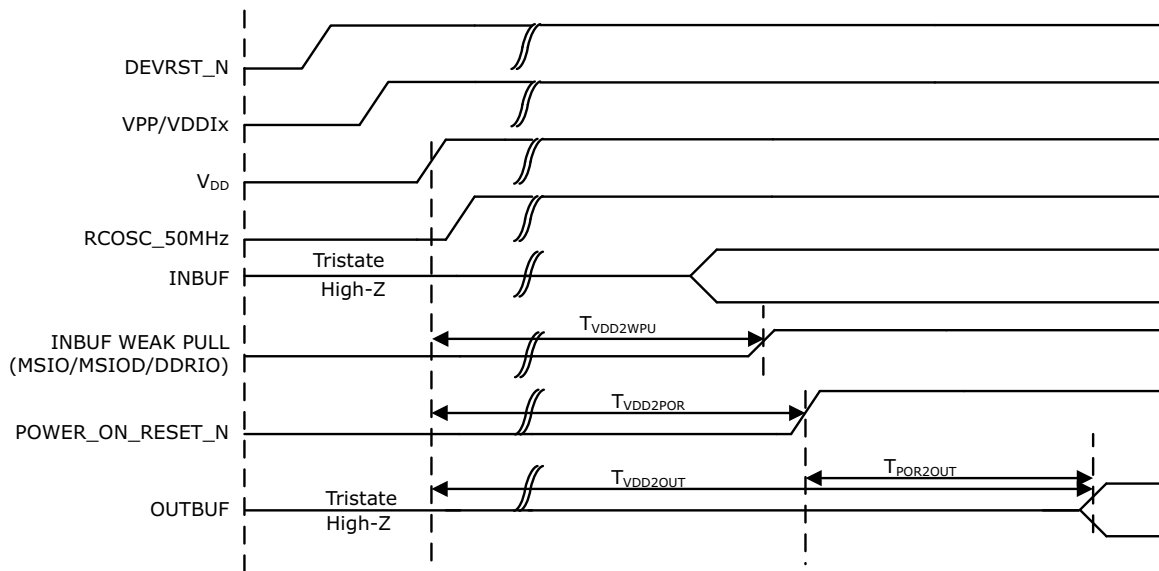 DEVRST_N
VPP/VDDIx
VDD
RCOSC_50MHz
Tristate
INBUF
High-Z
TVDD2WPU
INBUF WEAK PULL
(MSIO/MSIOD/DDRIO)
TVDD2POR
POWER_ON_RESET_N
TPOR2OUT
TVDD2OUT
Tristate
OUTBUF
High-Z